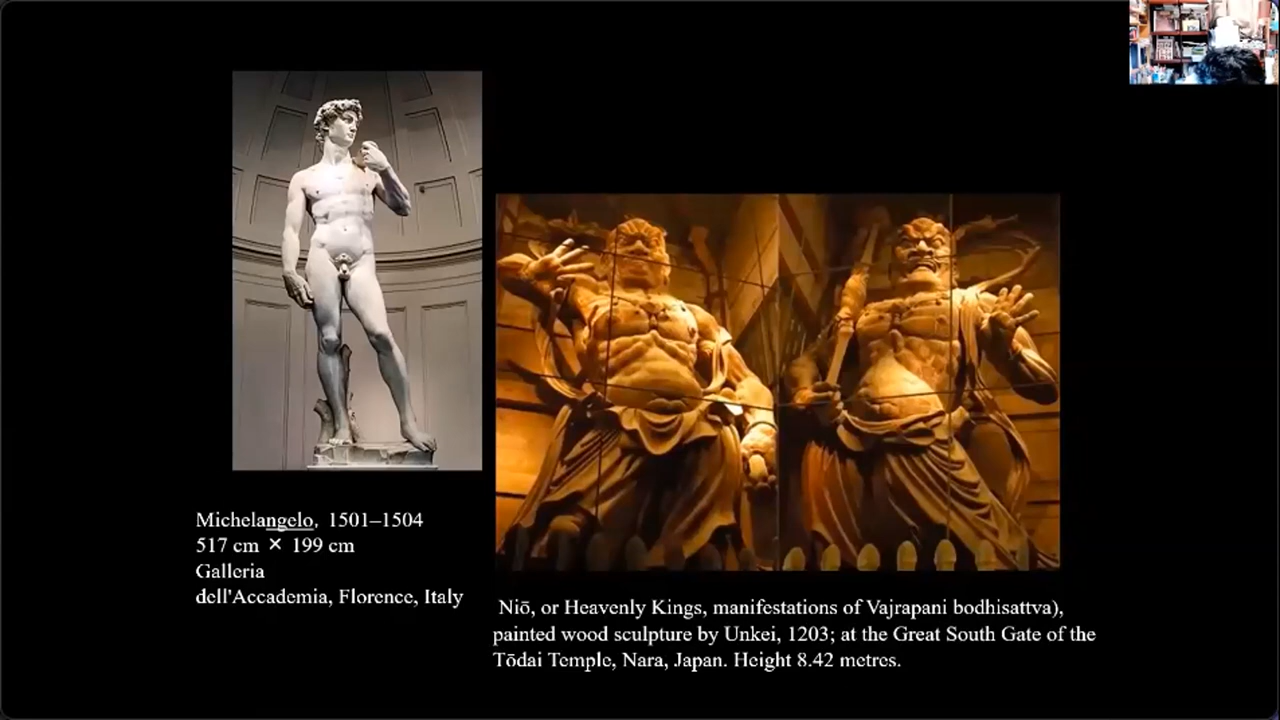 Michelangelo, 1501–1504
517 cm × 199 cm
Galleria
dell'Accademia, Florence, Italy
Niō, or Heavenly Kings, manifestations of Vajrapani bodhisattva),
painted wood sculpture by Unkei, 1203; at the Great South Gate of the
Tōdai Temple, Nara, Japan. Height 8.42 metres.